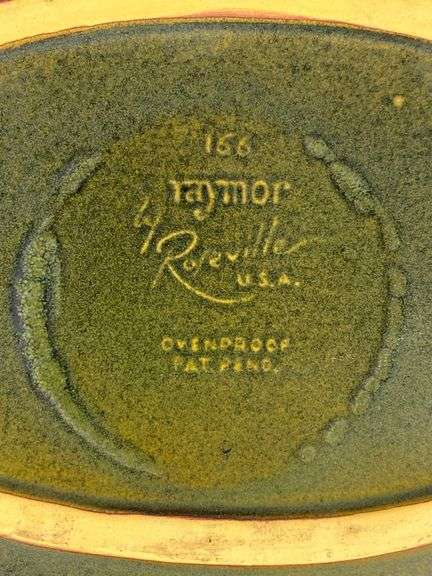 166
raymor
by
Roseville
U.S.A.
OVENPROOF
PAT. PEND.